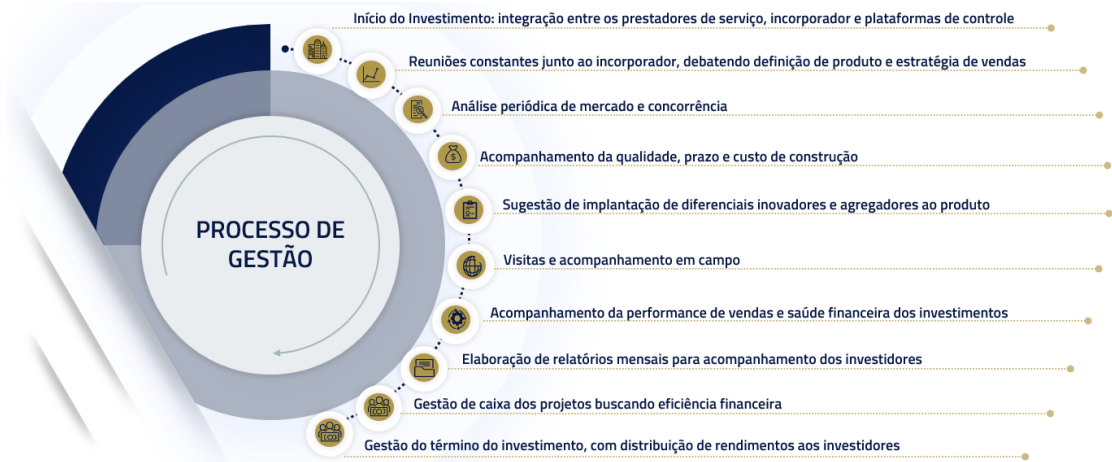 Início do Investimento: integração entre os prestadores de serviço, incorporador e plataformas de controle
Reuniões constantes junto ao incorporador, debatendo definição de produto e estratégia de vendas
Análise periódica de mercado e concorrência
Acompanhamento da qualidade, prazo e custo de construção
Sugestão de implantação de diferenciais inovadores e agregadores ao produto
PROCESSO DE
GESTÃO
Visitas e acompanhamento em campo
Acompanhamento da performance de vendas e saúde financeira dos investimentos
Elaboração de relatórios mensais para acompanhamento dos investidores
Gestão de caixa dos projetos buscando eficiência financeira
Gestão do término do investimento, com distribuição de rendimentos aos investidores